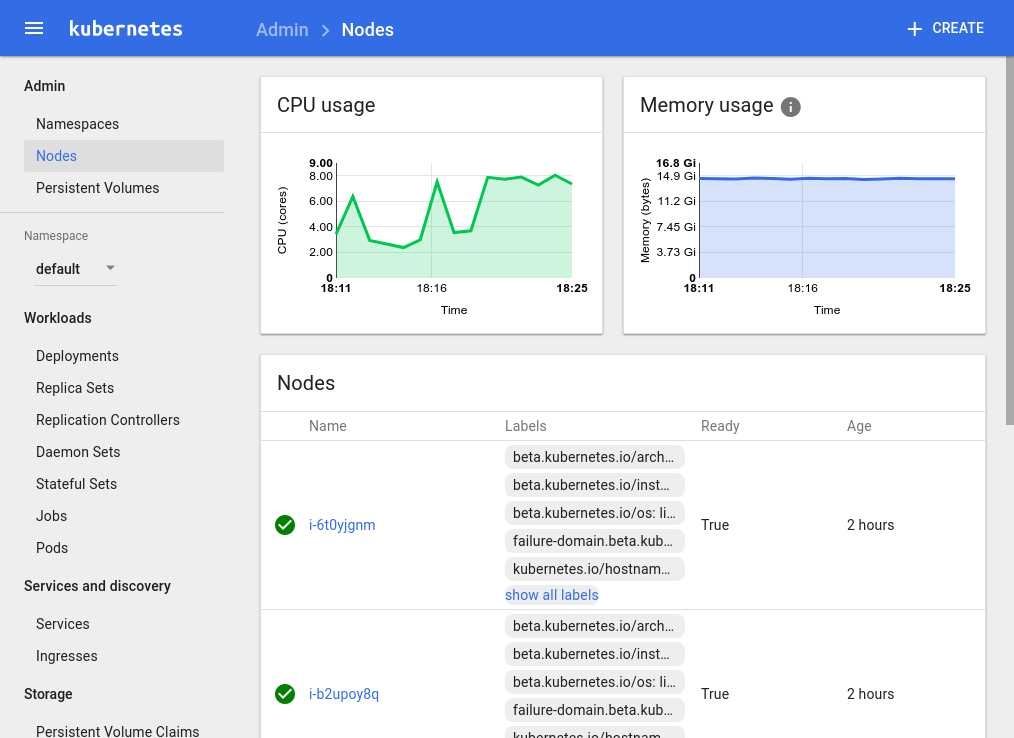 kubernetes
Admin > Nodes
+ CREATE
Admin
Namespaces
Nodes
Persistent Volumes
Namespace
default
Workloads
Deployments
Replica Sets
Replication Controllers
Daemon Sets
Stateful Sets
Jobs
Pods
Services and discovery
Services
Ingresses
Storage
Persistent Volume Claims
CPU usage
CPU (cores)
9.00
8.00
6.00
4.00
2.00
0
18:11 18:16 18:25
Time
Memory usage i
Memory (bytes)
16.8 Gi
14.9 Gi
11.2 Gi
7.45 Gi
3.73 Gi
0
18:11 18:16 18:25
Time
Nodes
Name Labels Ready Age
beta.kubernetes.io/arch...
beta.kubernetes.io/inst...
beta.kubernetes.io/os: li...
i-6t0yjgnm True 2 hours
failure-domain.beta.kub...
kubernetes.io/hostnam...
show all labels
beta.kubernetes.io/arch...
beta.kubernetes.io/inst...
beta.kubernetes.io/os: li...
i-b2upoy8q True 2 hours
failure-domain.beta.kub...
kubernetes.io/hostnam...